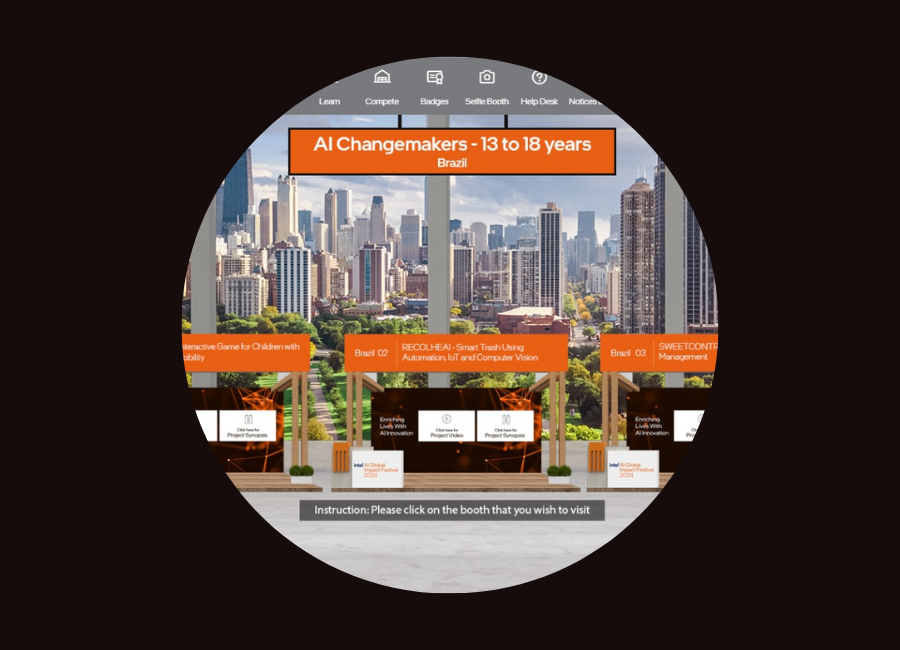 Learn
Compete
Badges
Selfie Booth
Help Desk
Notices
AI Changemakers - 13 to 18 years
Brazil
Interactive Game for Children with
Brazil 02
RECOLHEAI - Smart Trash Using
Automation, IoT and Computer Vision
Brazil 03
Management
Click here for
Project Synopsis
Enriching
Lives With
AI Innovation
Click here for
Project Video
Click here for
Project Synopsis
Enriching
Lives With
AI Innovation
intel AI Global
Impact Festival
2024
intel AI Global
Impact Festival
2024
Instruction: Please click on the booth that you wish to visit